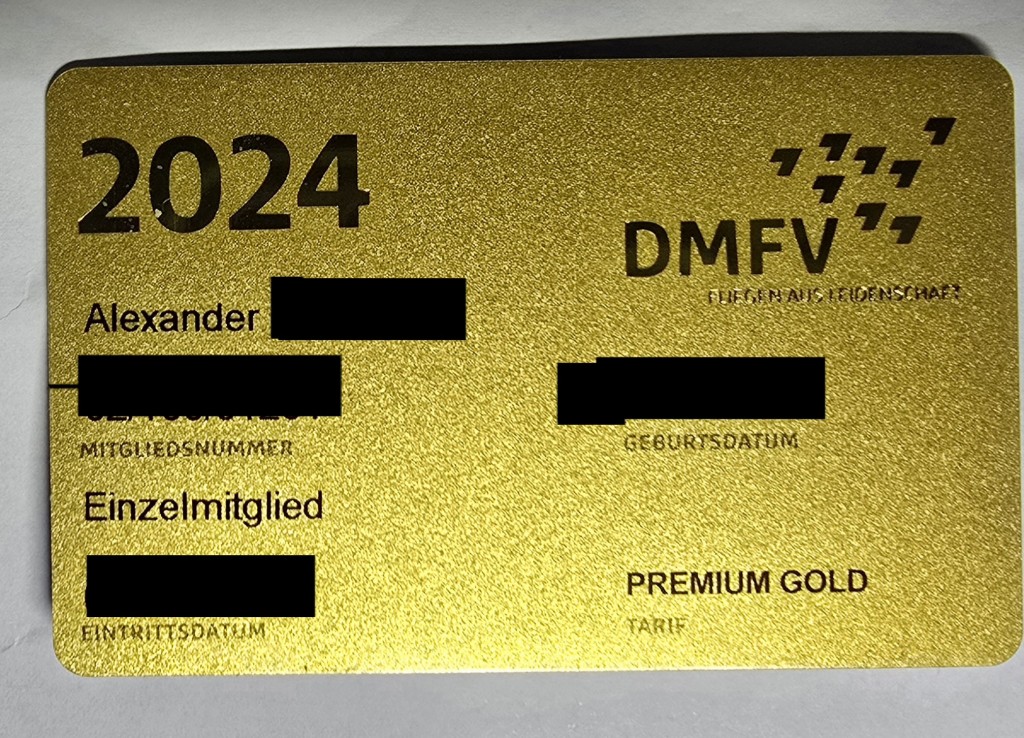 2024
DMFV
FLIEGEN AUS LEIDENSCHAFT
Alexander
MITGLIEDSNUMMER
GEBURTSDATUM
Einzelmitglied
EINTRITTSDATUM
PREMIUM GOLD
TARIF